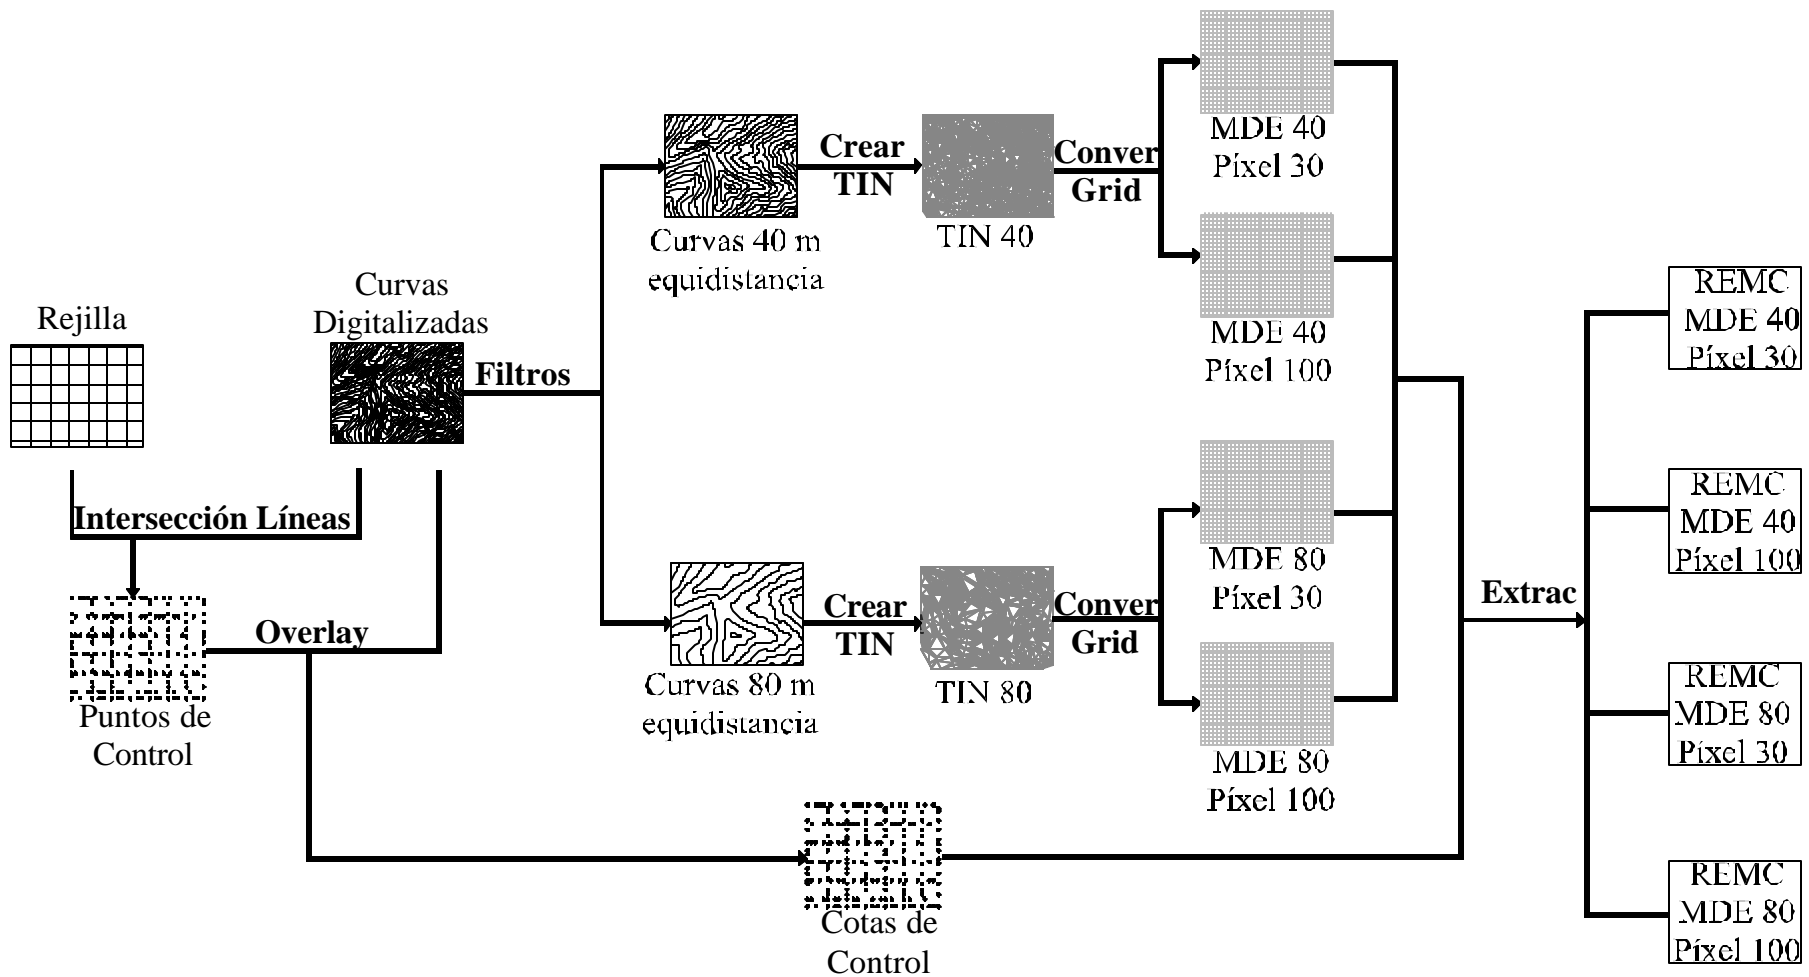 Rejilla
Curvas
Digitalizadas
Filtros
Intersección Líneas
Overlay
Puntos de
Control
Curvas 40 m
equidistancia
Crear
TIN
TIN 40
Conver
Grid
MDE 40
Píxel 30
MDE 40
Píxel 100
Curvas 80 m
equidistancia
Crear
TIN
TIN 80
Conver
Grid
MDE 80
Píxel 30
MDE 80
Píxel 100
Cotas de
Control
Extrac
REMC
MDE 40
Píxel 30
REMC
MDE 40
Píxel 100
REMC
MDE 80
Píxel 30
REMC
MDE 80
Píxel 100